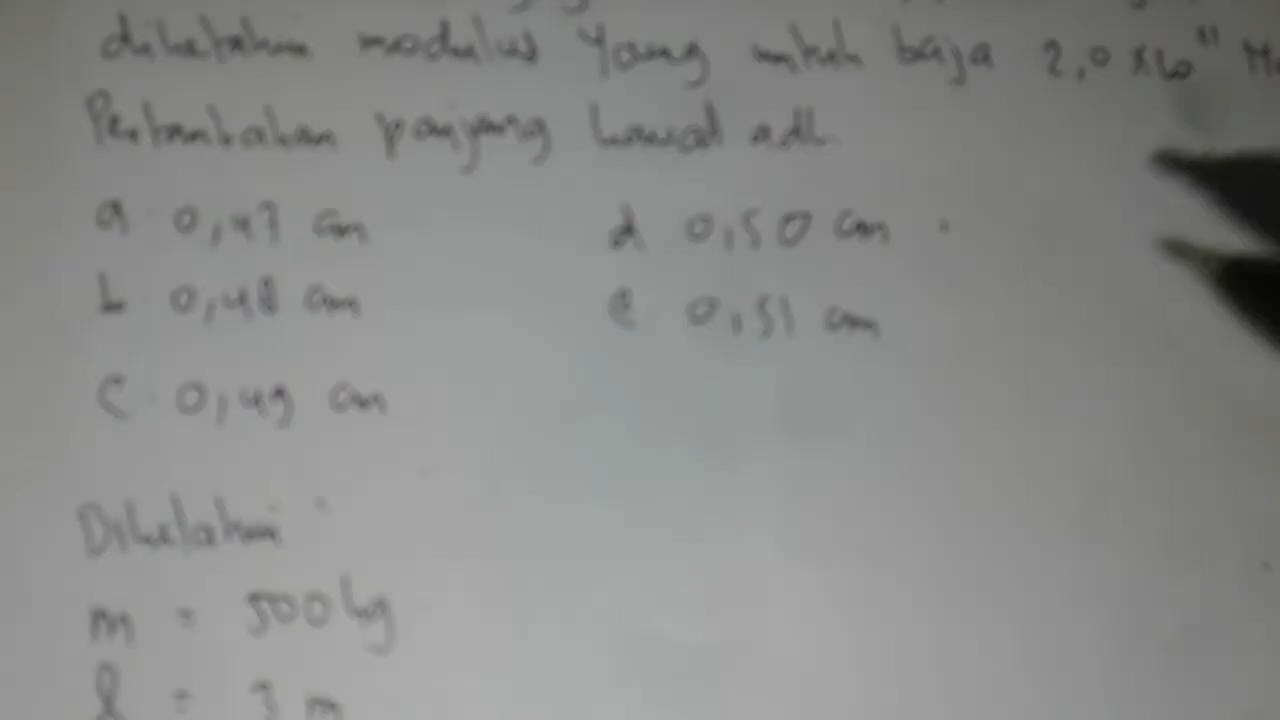 diketahui modulus Young untuk baja 2,0 x 10¹¹
Pertambahan panjang kawat adl.
a. 0,47 cm
d 0,50 cm
b 0,48 cm
e. 0,51 cm
c. 0,49 cm
Diketahui :
m = 500 kg
l = 3 m